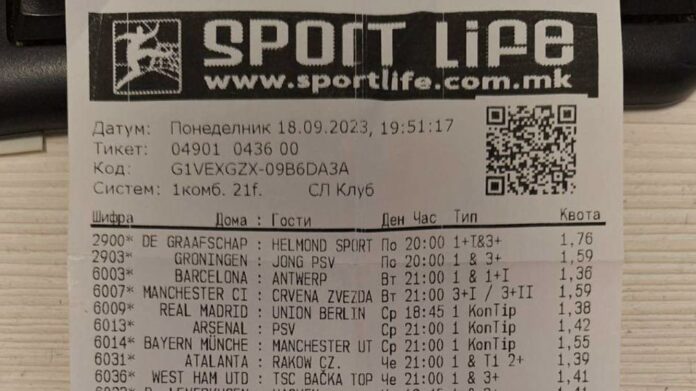 SPORT LiFe
www.sportlife.com.mk
Датум: Понеделник 18.09.2023, 19:51:17
Тикет: 04901 0436 00
Код: G1VEXGZX-09B6DA3A
Систем: 1комб. 21f. СЛ Клуб
Шифра Дома : Гости Ден Час Тип Квота
2900* DE GRAAFSCHAP : HELMOND SPORT По 20:00 1+T&3+ 1,76
2903* GRONINGEN : JONG PSV По 20:00 1 & 3+ 1,59
6003* BARCELONA : ANTWERP Вт 21:00 1 & 1+I 1,36
6007* MANCHESTER CI : CRVENA ZVEZDA Вт 21:00 3+I / 3+II 1,59
6009* REAL MADRID : UNION BERLIN Ср 18:45 1 КопTip 1,38
6013* ARSENAL : PSV Ср 21:00 1 КопTip 1,42
6014* BAYERN MÜNCHE : MANCHESTER UT Ср 21:00 1 КопTip 1,55
6031* ATALANTA : RAKOW CZ. Че 21:00 1 & T1 2+ 1,39
6036* WEST HAM UTD : TSC BAČKA TOP Че 21:00 1 & 3+ 1,41